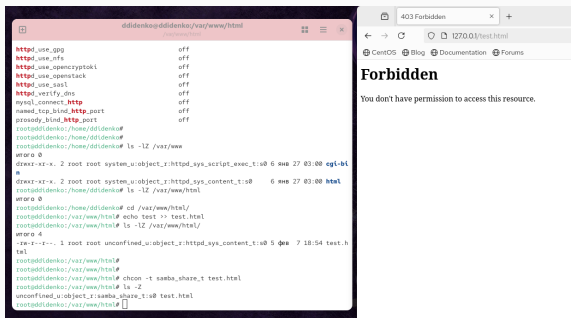 ddidenko@ddidenko:/var/www/html
/var/www/html
httpd_use_gpg off
httpd_use_nfs off
httpd_use_opencryptoki off
httpd_use_openstack off
httpd_use_sasl off
httpd_verify_dns off
mysql_connect_http off
named_tcp_bind_http_port off
prosody_bind_http_port off
root@ddidenko:/home/ddidenko#
root@ddidenko:/home/ddidenko#
root@ddidenko:/home/ddidenko# ls -lZ /var/www
итого 0
drwxr-xr-x. 2 root root system_u:object_r:httpd_sys_script_exec_t:s0 6 янв 27 03:00 cgi-bi
n
drwxr-xr-x. 2 root root system_u:object_r:httpd_sys_content_t:s0 6 янв 27 03:00 html
root@ddidenko:/home/ddidenko# ls -lZ /var/www/html
итого 0
root@ddidenko:/home/ddidenko# cd /var/www/html/
root@ddidenko:/var/www/html# echo test >> test.html
root@ddidenko:/var/www/html# ls -lZ /var/www/html/
итого 4
-rw-r--r--. 1 root root unconfined_u:object_r:httpd_sys_content_t:s0 5 фев 7 18:54 test.h
tml
root@ddidenko:/var/www/html#
root@ddidenko:/var/www/html#
root@ddidenko:/var/www/html# chcon -t samba_share_t test.html
root@ddidenko:/var/www/html# ls -Z
unconfined_u:object_r:samba_share_t:s0 test.html
root@ddidenko:/var/www/html#
403 Forbidden
127.0.0.1/test.html
CentOS Blog Documentation Forums
Forbidden
You don't have permission to access this resource.